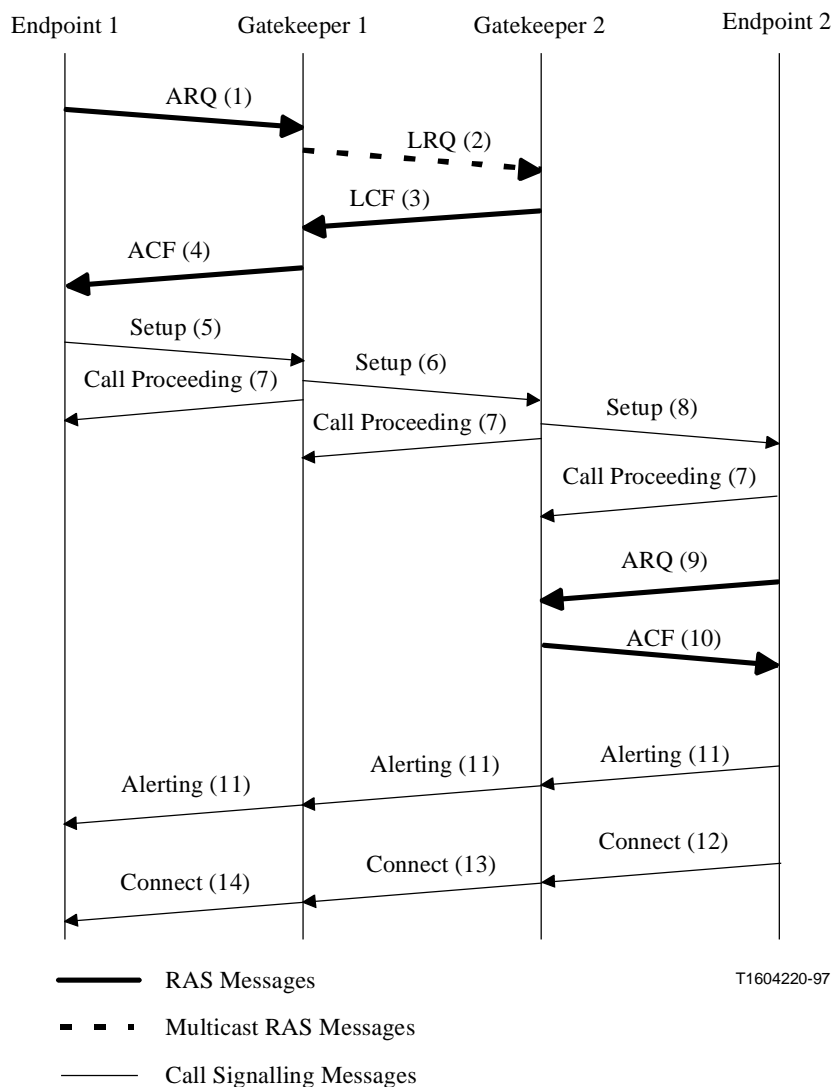 Endpoint 1 Gatekeeper 1 Gatekeeper 2 Endpoint 2
ARQ (1)
LRQ (2)
LCF (3)
ACF (4)
Setup (5)
Setup (6)
Call Proceeding (7)
Setup (8)
Call Proceeding (7)
Call Proceeding (7)
ARQ (9)
ACF (10)
Alerting (11)
Alerting (11)
Alerting (11)
Connect (12)
Connect (13)
Connect (14)
RAS Messages
T1604220-97
Multicast RAS Messages
Call Signalling Messages